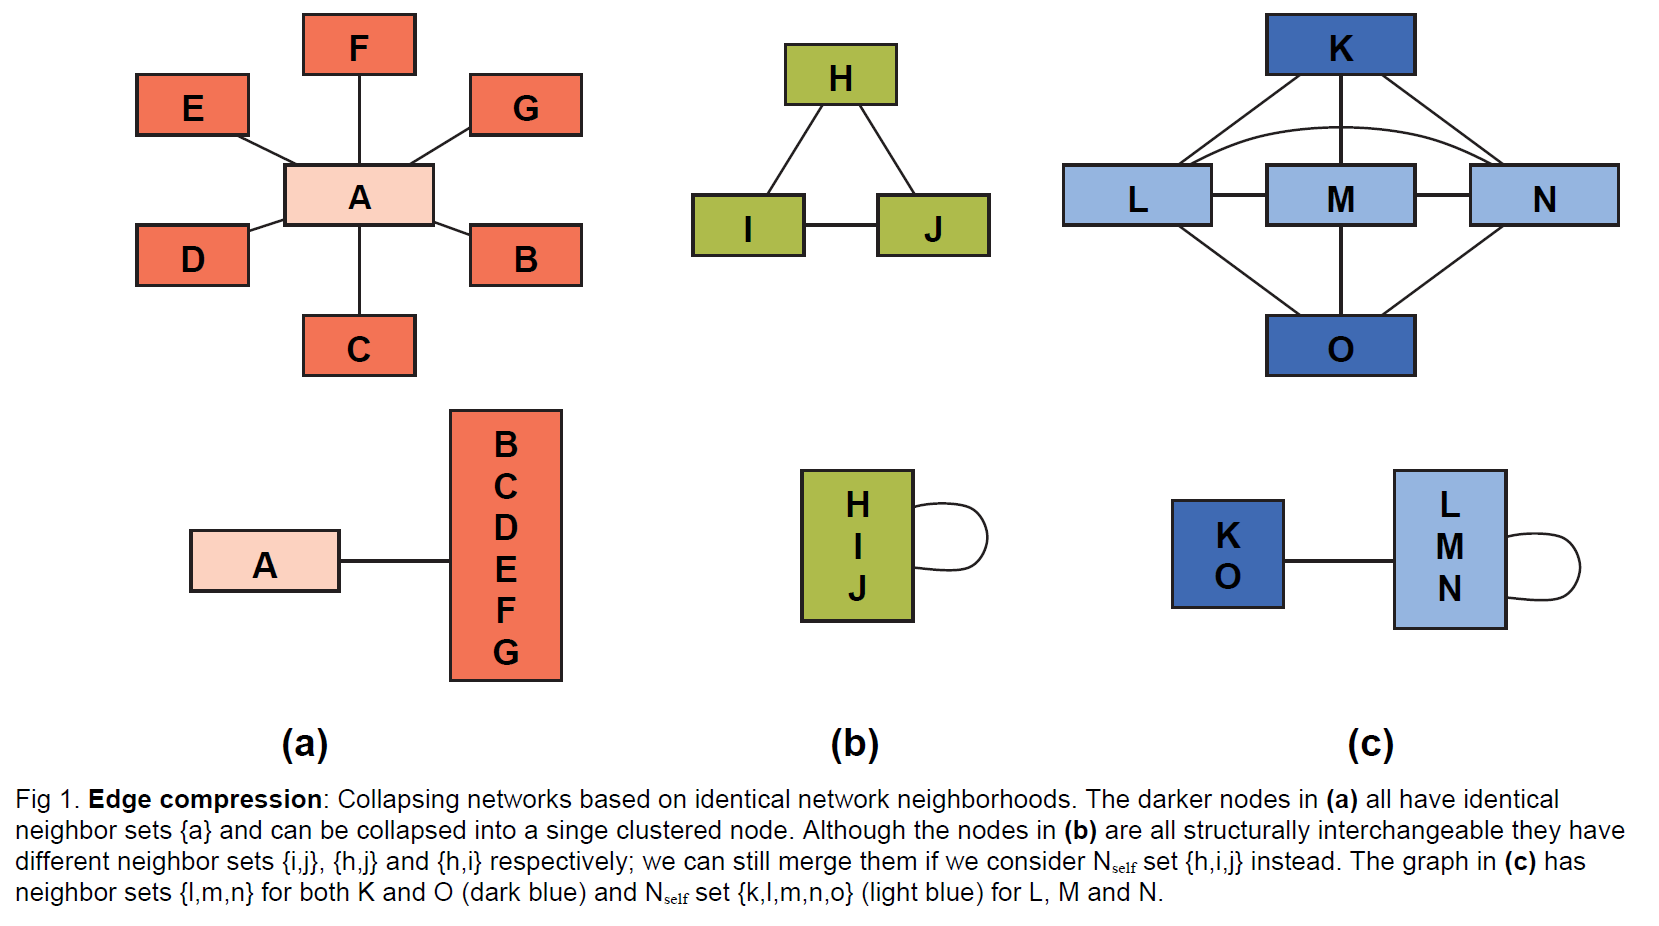 F
E
G
A
D
B
C
H
I
J
K
L
M
N
O
A
B
C
D
E
F
G
H
I
J
K
O
L
M
N
(a)
(b)
(c)
Fig 1. Edge compression: Collapsing networks based on identical network neighborhoods. The darker nodes in (a) all have identical
neighbor sets {a} and can be collapsed into a singe clustered node. Although the nodes in (b) are all structurally interchangeable they have
different neighbor sets {i,j}, {h,j} and {h,i} respectively; we can still merge them if we consider Nself set {h,i,j} instead. The graph in (c) has
neighbor sets {l,m,n} for both K and O (dark blue) and Nself set {k,l,m,n,o} (light blue) for L, M and N.